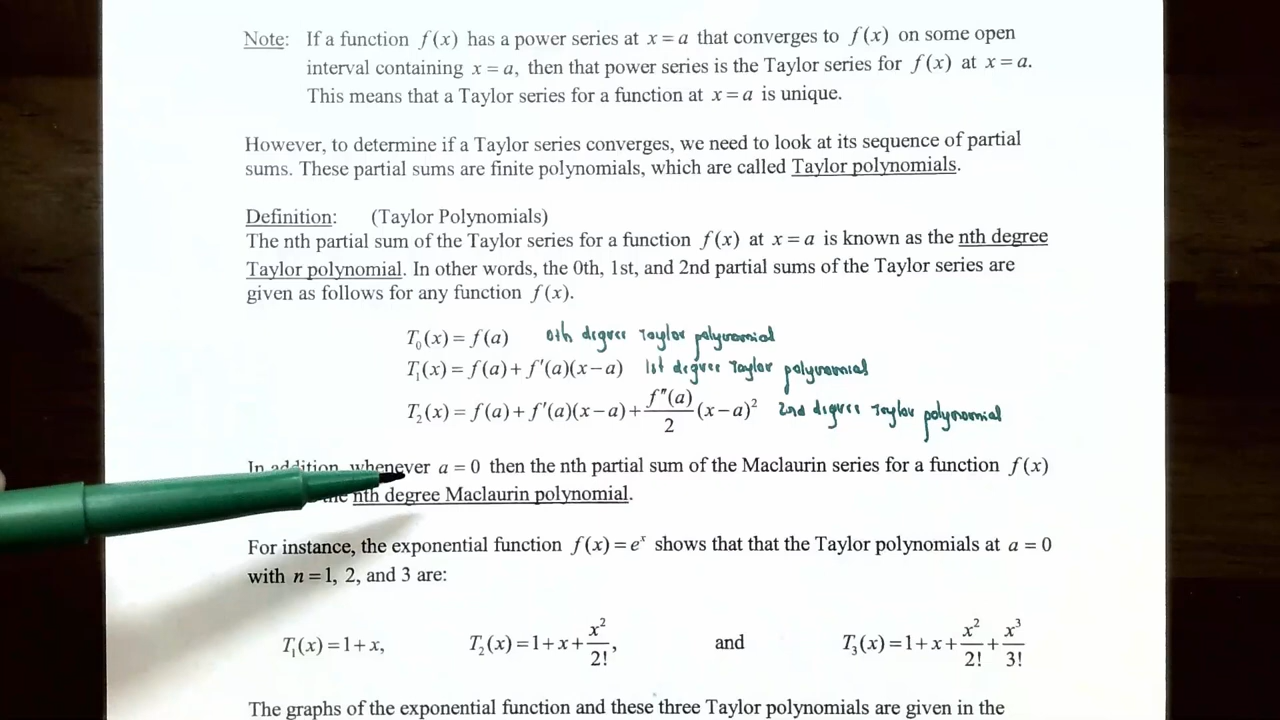 Note: If a function f(x) has a power series at x = a that converges to f(x) on some open
interval containing x = a, then that power series is the Taylor series for f(x) at x = a.
This means that a Taylor series for a function at x = a is unique.
However, to determine if a Taylor series converges, we need to look at its sequence of partial
sums. These partial sums are finite polynomials, which are called Taylor polynomials.
Definition: (Taylor Polynomials)
The nth partial sum of the Taylor series for a function f(x) at x = a is known as the nth degree
Taylor polynomial. In other words, the 0th, 1st, and 2nd partial sums of the Taylor series are
given as follows for any function f(x).
T₀(x) = f(a) 0th degree Taylor polynomial
T₁(x) = f(a) + f'(a)(x − a) 1st degree Taylor polynomial
T₂(x) = f(a) + f'(a)(x − a) + f''(a)/2 (x − a)² 2nd degree Taylor polynomial
In addition, whenever a = 0 then the nth partial sum of the Maclaurin series for a function f(x)
the nth degree Maclaurin polynomial.
For instance, the exponential function f(x) = eˣ shows that that the Taylor polynomials at a = 0
with n = 1, 2, and 3 are:
T₁(x) = 1 + x, T₂(x) = 1 + x + x²/2!, and T₃(x) = 1 + x + x²/2! + x³/3!
The graphs of the exponential function and these three Taylor polynomials are given in the